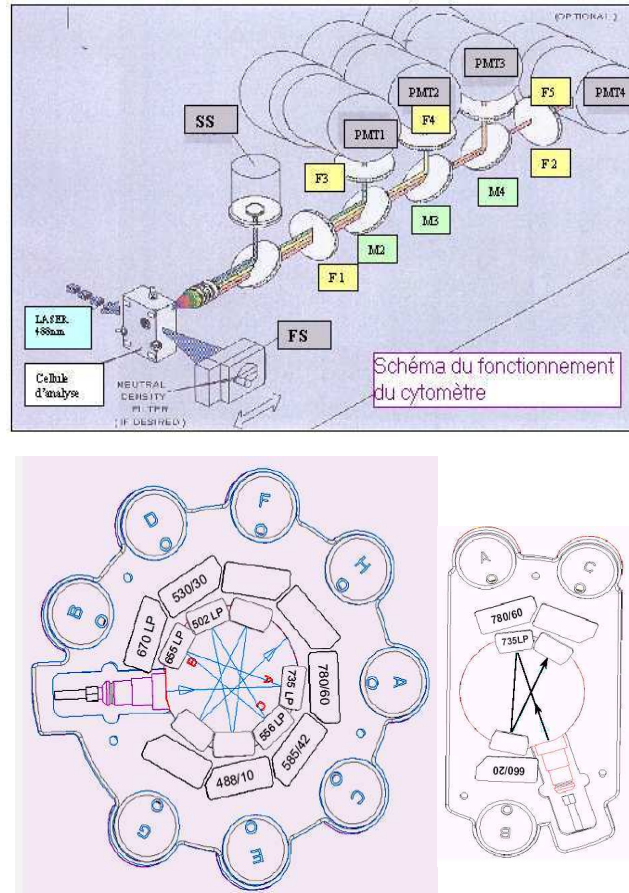 (OPTIONAL)
PMT3
PMT2
PMT4
PMT1
F5
F4
SS
F3
F2
M4
M3
M2
F1
LASER
488nm
FS
Cellule
d'analyse
NEUTRAL
DENSITY
FILTER
(IF DESIRED)
Schéma du fonctionnement
du cytomètre
F
D
H
B
A
G
E
C
530/30
502 LP
670 LP
655 LP
B
A
C
735 LP
780/60
556 LP
585/42
488/10
A
C
780/60
735LP
660/20
B